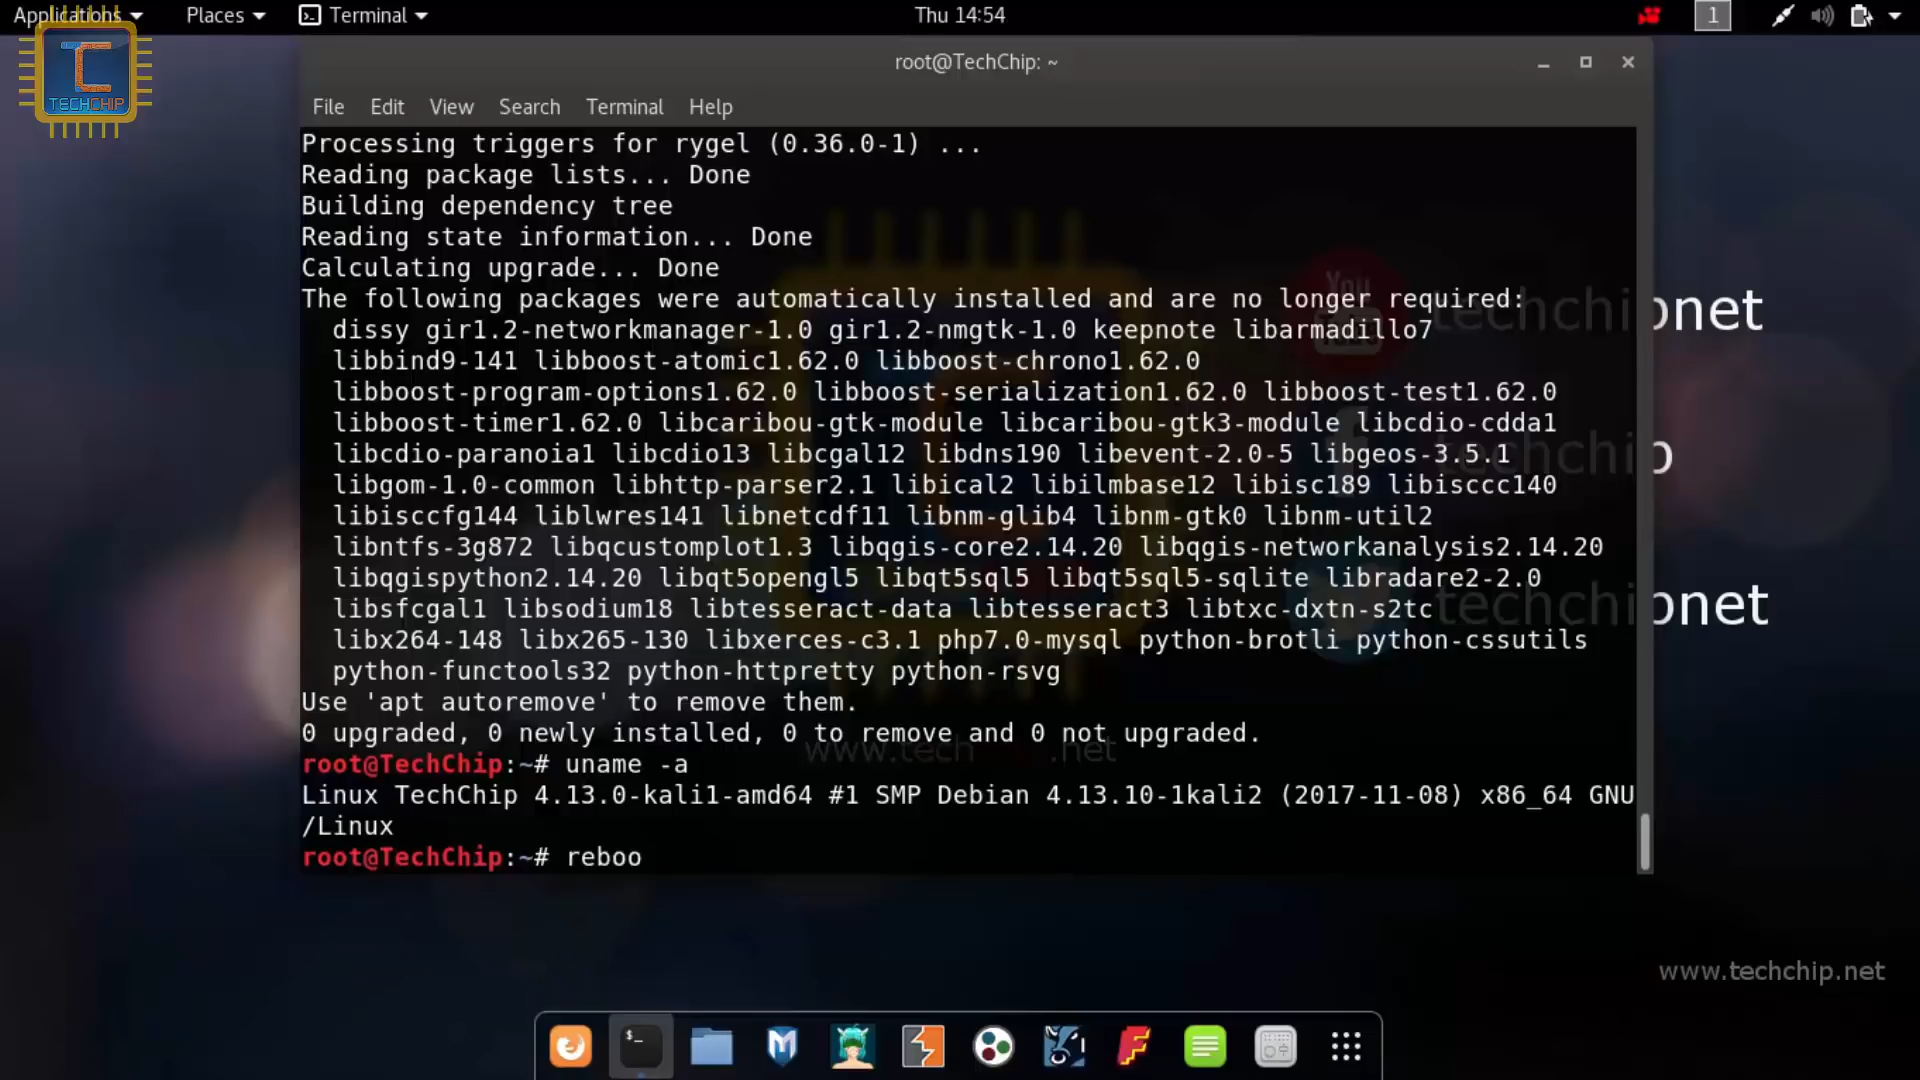 Applications Places Terminal Thu 14:54 1
TECHCHIP
root@TechChip: ~
File Edit View Search Terminal Help
Processing triggers for rygel (0.36.0-1) ...
Reading package lists... Done
Building dependency tree
Reading state information... Done
Calculating upgrade... Done
The following packages were automatically installed and are no longer required:
dissy gir1.2-networkmanager-1.0 gir1.2-nmgtk-1.0 keepnote libarmadillo7
libbind9-141 libboost-atomic1.62.0 libboost-chrono1.62.0
libboost-program-options1.62.0 libboost-serialization1.62.0 libboost-test1.62.0
libboost-timer1.62.0 libcaribou-gtk-module libcaribou-gtk3-module libcdio-cdda1
libcdio-paranoia1 libcdio13 libcgal12 libdns190 libevent-2.0-5 libgeos-3.5.1
libgom-1.0-common libhttp-parser2.1 libical2 libilmbase12 libisc189 libisccc140
libisccfg144 liblwres141 libnetcdf11 libnm-glib4 libnm-gtk0 libnm-util2
libntfs-3g872 libqcustomplot1.3 libqgis-core2.14.20 libqgis-networkanalysis2.14.20
libqgispython2.14.20 libqt5opengl5 libqt5sql5 libqt5sql5-sqlite libradare2-2.0
libsfcgal1 libsodium18 libtesseract-data libtesseract3 libtxc-dxtn-s2tc
libx264-148 libx265-130 libxerces-c3.1 php7.0-mysql python-brotli python-cssutils
python-functools32 python-httpretty python-rsvg
Use 'apt autoremove' to remove them.
0 upgraded, 0 newly installed, 0 to remove and 0 not upgraded.
root@TechChip:~# uname -a
Linux TechChip 4.13.0-kali1-amd64 #1 SMP Debian 4.13.10-1kali2 (2017-11-08) x86_64 GNU
/Linux
root@TechChip:~# reboo
techchipnet
techchip
techchipnet
www.techchip.net